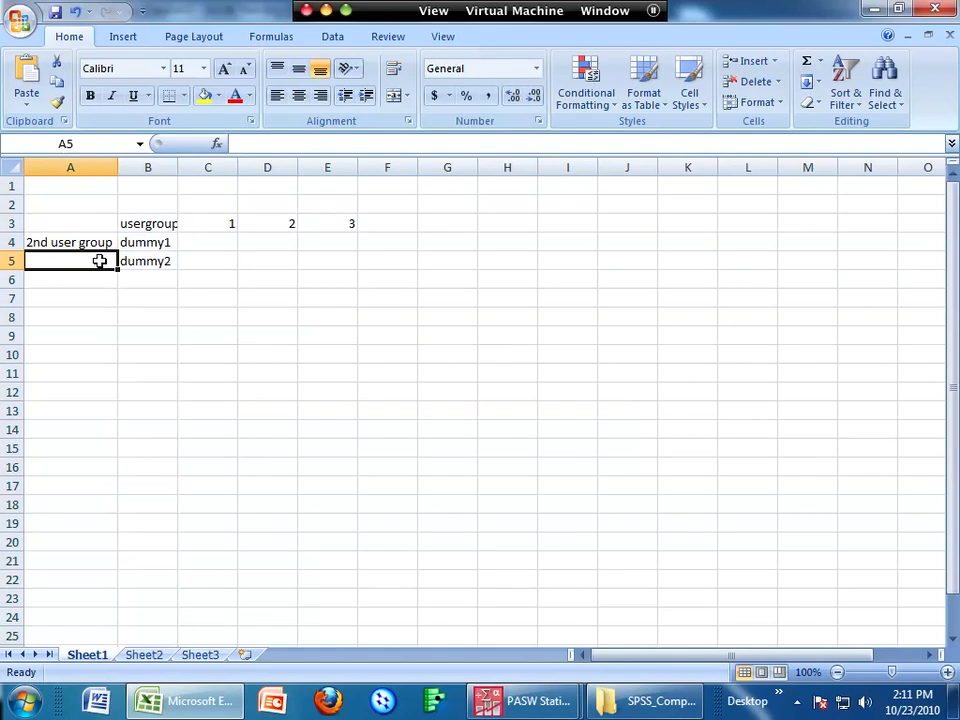 View Virtual Machine Window
Home Insert Page Layout Formulas Data Review View
Paste
Calibri 11
B I U
General
$ % ,
Conditional Formatting
Format as Table
Cell Styles
Insert
Delete
Format
Σ
Sort & Filter
Find & Select
Clipboard Font Alignment Number Styles Cells Editing
A5 fx
A B C D E F G H I J K L M N O
1
2
3 usergroup 1 2 3
4 2nd user group dummy1
5 dummy2
6
7
8
9
10
11
12
13
14
15
16
17
18
19
20
21
22
23
24
25
Sheet1 Sheet2 Sheet3
Ready 100%
Microsoft E... PASW Stati... SPSS_Comp... Desktop
2:11 PM
10/23/2010